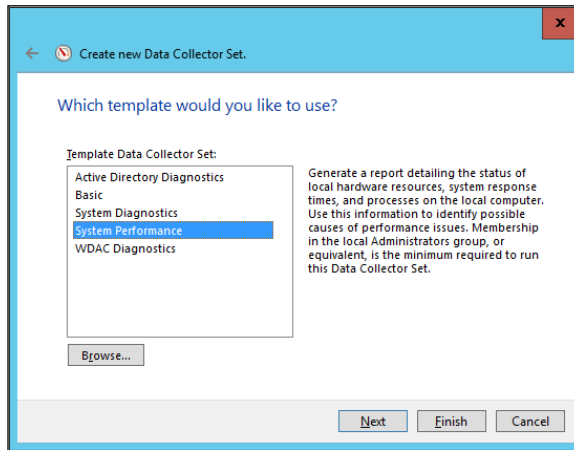 x
Create new Data Collector Set.
Which template would you like to use?
Template Data Collector Set:
Active Directory Diagnostics
Basic
System Diagnostics
System Performance
WDAC Diagnostics
Generate a report detailing the status of
local hardware resources, system response
times, and processes on the local computer.
Use this information to identify possible
causes of performance issues. Membership
in the local Administrators group, or
equivalent, is the minimum required to run
this Data Collector Set.
Browse...
Next
Finish
Cancel